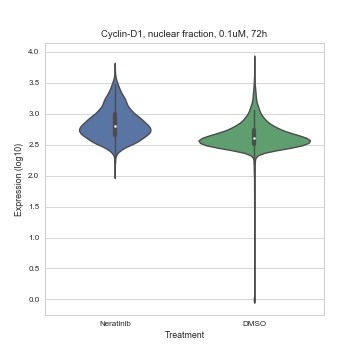 Cyclin-D1, nuclear fraction, 0.1uM, 72h
4.0
3.5
3.0
2.5
2.0
1.5
1.0
0.5
0.0
Expression (log10)
Neratinib DMSO
Treatment